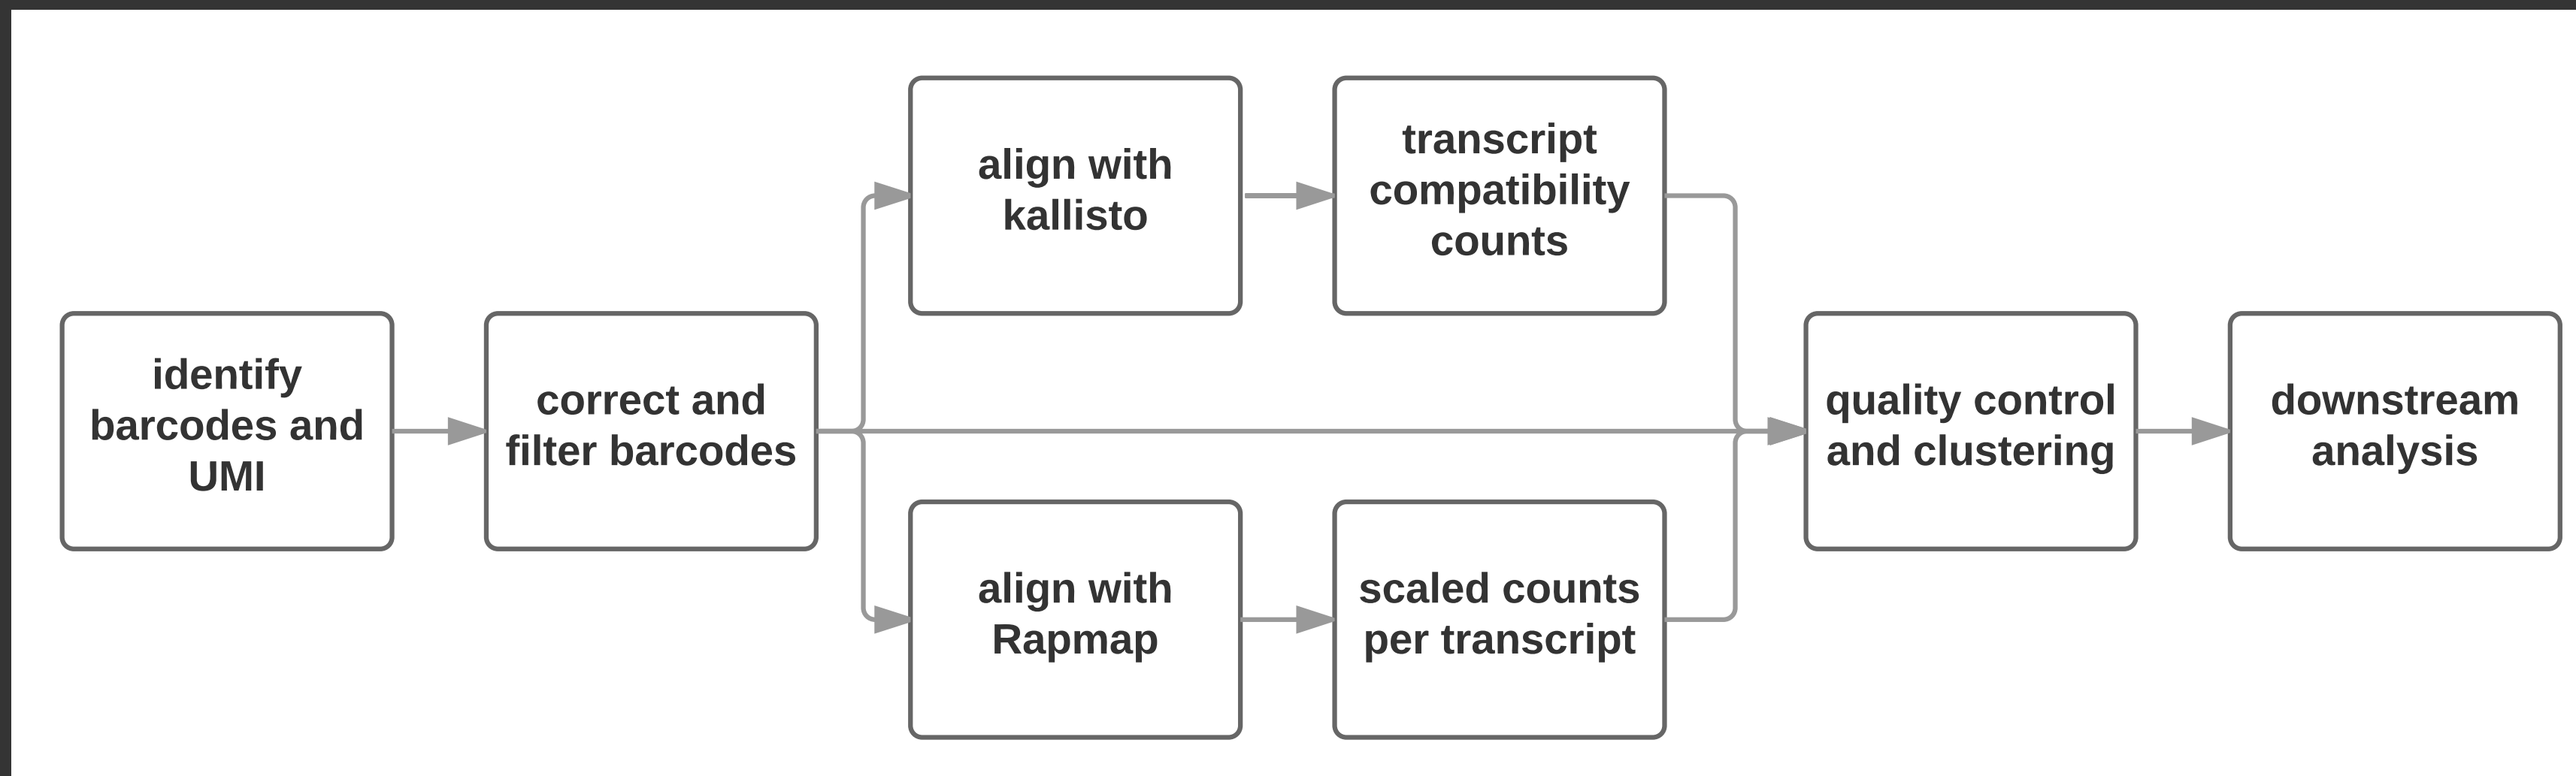 identify
barcodes and
UMI
correct and
filter barcodes
align with
kallisto
transcript
compatibility
counts
align with
Rapmap
scaled counts
per transcript
quality control
and clustering
downstream
analysis